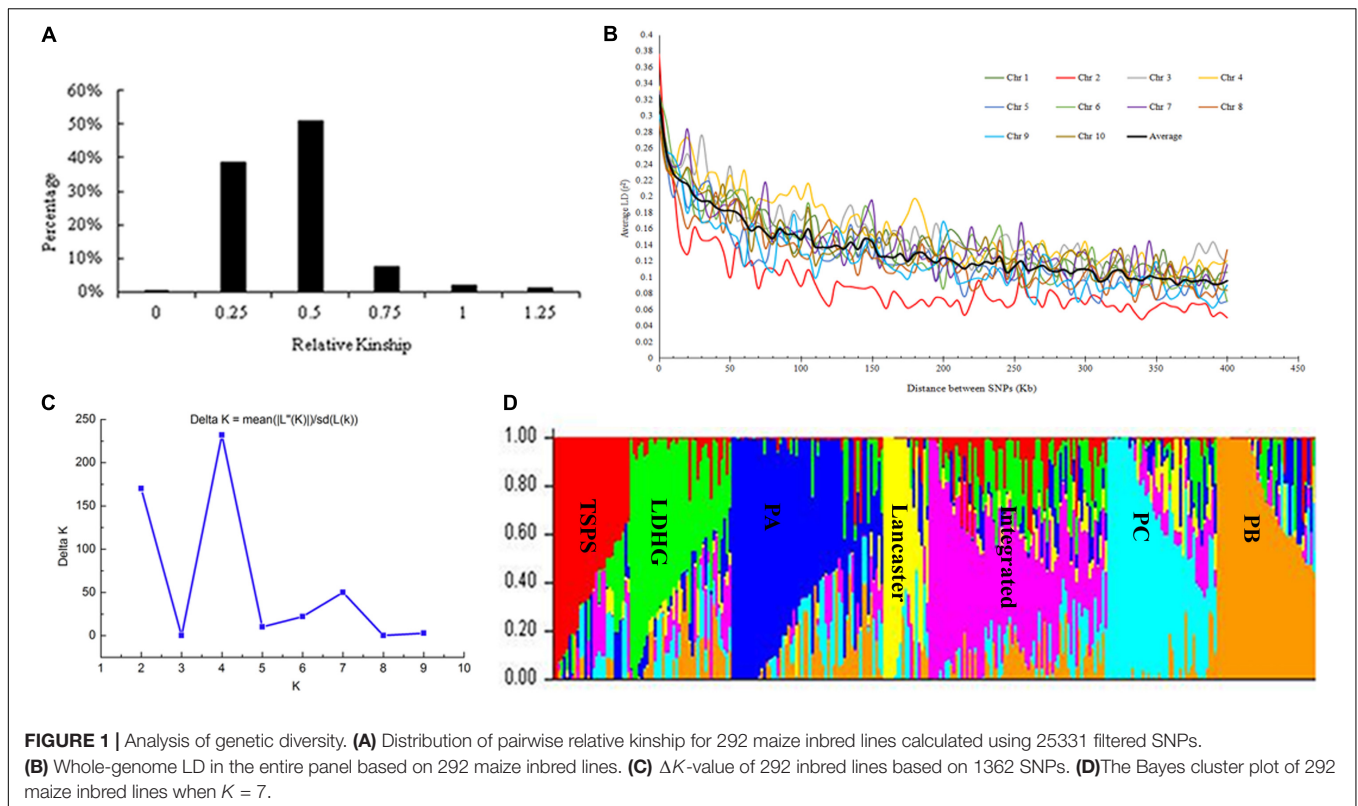 A
60%
50%
40%
30%
20%
10%
0%
Percentage
0 0.25 0.5 0.75 1 1.25
Relative Kinship
B
0.4
0.38
0.36
0.34
0.32
0.3
0.28
0.26
0.24
0.22
0.2
0.18
0.16
0.14
0.12
0.1
0.08
0.06
0.04
0.02
0
Average LD (r²)
Chr 1 Chr 2 Chr 3 Chr 4
Chr 5 Chr 6 Chr 7 Chr 8
Chr 9 Chr 10 Average
0 50 100 150 200 250 300 350 400 450
Distance between SNPs (Kb)
C
Delta K = mean(|L"(K)|)/sd(L(k))
250
200
150
100
50
0
Delta K
1 2 3 4 5 6 7 8 9 10
K
D
1.00
0.80
0.60
0.40
0.20
0.00
TSPS
LDHG
PA
Lancaster
Integrated
PC
PB
FIGURE 1 | Analysis of genetic diversity. (A) Distribution of pairwise relative kinship for 292 maize inbred lines calculated using 25331 filtered SNPs.
(B) Whole-genome LD in the entire panel based on 292 maize inbred lines. (C) ΔK-value of 292 inbred lines based on 1362 SNPs. (D)The Bayes cluster plot of 292
maize inbred lines when K = 7.